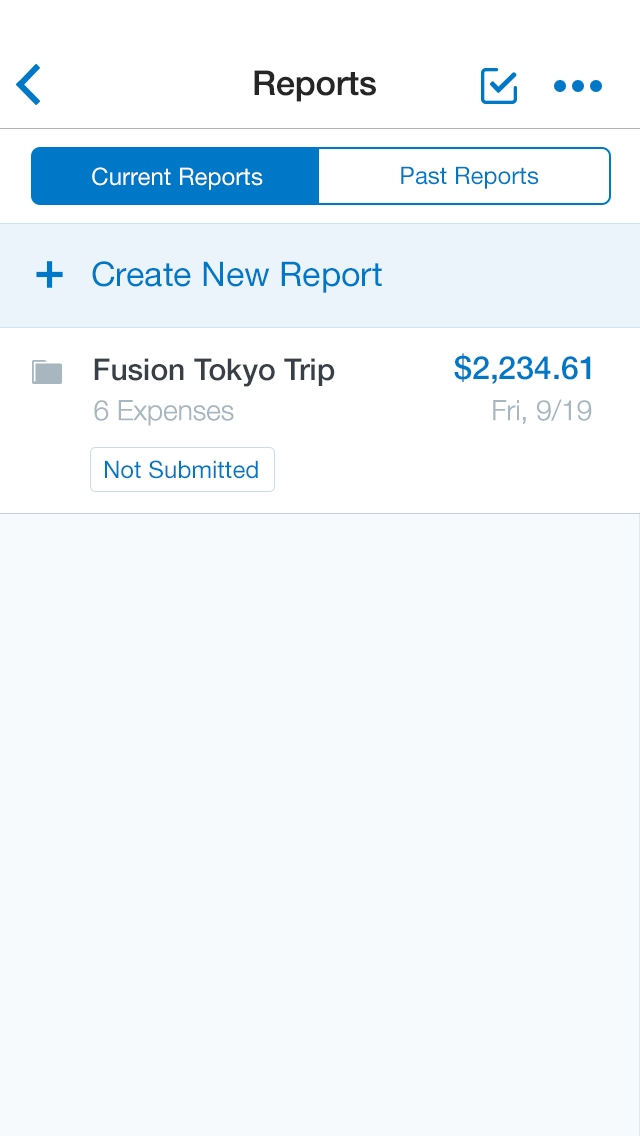 Reports
Current Reports
Past Reports
+ Create New Report
Fusion Tokyo Trip
$2,234.61
6 Expenses
Fri, 9/19
Not Submitted